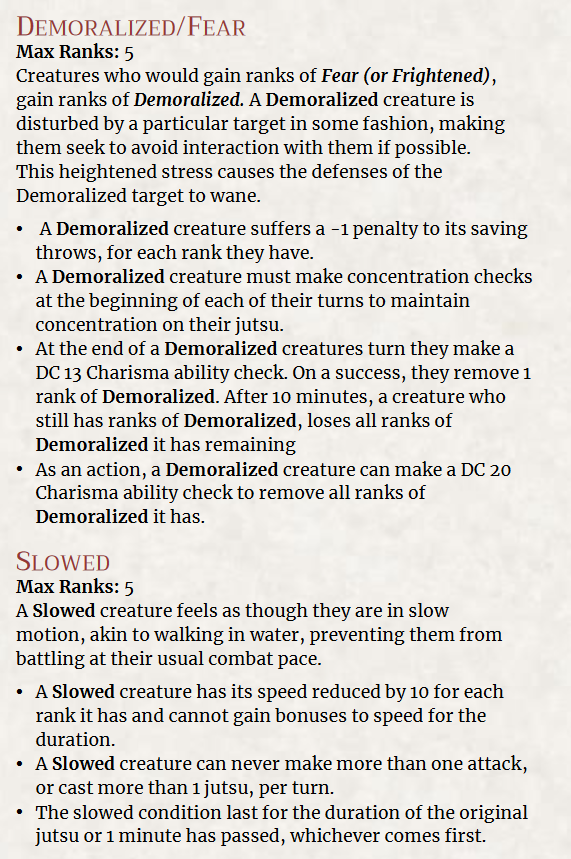 DEMORALIZED/FEAR
Max Ranks: 5
Creatures who would gain ranks of Fear (or Frightened),
gain ranks of Demoralized. A Demoralized creature is
disturbed by a particular target in some fashion, making
them seek to avoid interaction with them if possible.
This heightened stress causes the defenses of the
Demoralized target to wane.
• A Demoralized creature suffers a -1 penalty to its saving
throws, for each rank they have.
• A Demoralized creature must make concentration checks
at the beginning of each of their turns to maintain
concentration on their jutsu.
• At the end of a Demoralized creatures turn they make a
DC 13 Charisma ability check. On a success, they remove 1
rank of Demoralized. After 10 minutes, a creature who
still has ranks of Demoralized, loses all ranks of
Demoralized it has remaining
• As an action, a Demoralized creature can make a DC 20
Charisma ability check to remove all ranks of
Demoralized it has.
SLOWED
Max Ranks: 5
A Slowed creature feels as though they are in slow
motion, akin to walking in water, preventing them from
battling at their usual combat pace.
• A Slowed creature has its speed reduced by 10 for each
rank it has and cannot gain bonuses to speed for the
duration.
• A Slowed creature can never make more than one attack,
or cast more than 1 jutsu, per turn.
• The slowed condition last for the duration of the original
jutsu or 1 minute has passed, whichever comes first.